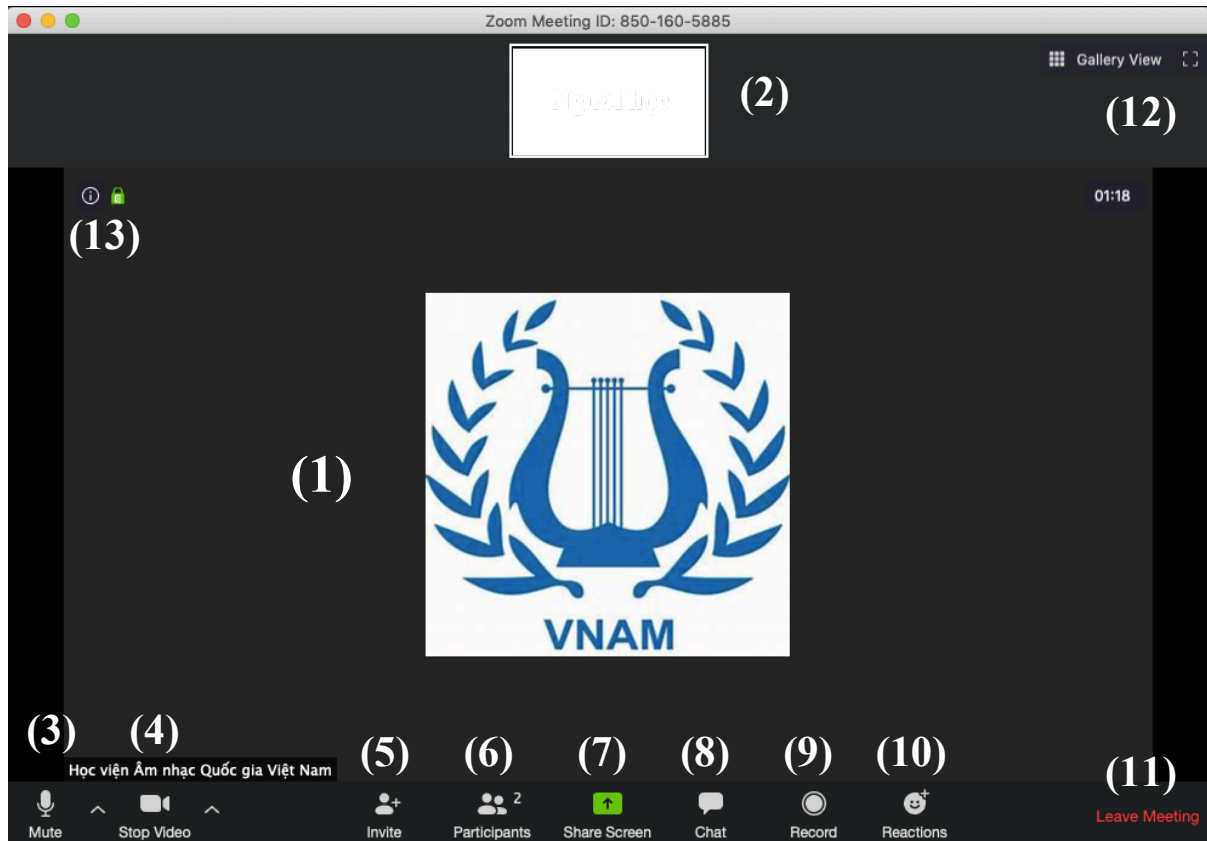 Zoom Meeting ID: 850-160-5885
Người học
(2)
Gallery View
(12)
01:18
(13)
(1)
VNAM
(3)
(4)
(5)
(6)
(7)
(8)
(9)
(10)
(11)
Học viện Âm nhạc Quốc gia Việt Nam
2
Mute
Stop Video
Invite
Participants
Share Screen
Chat
Record
Reactions
Leave Meeting